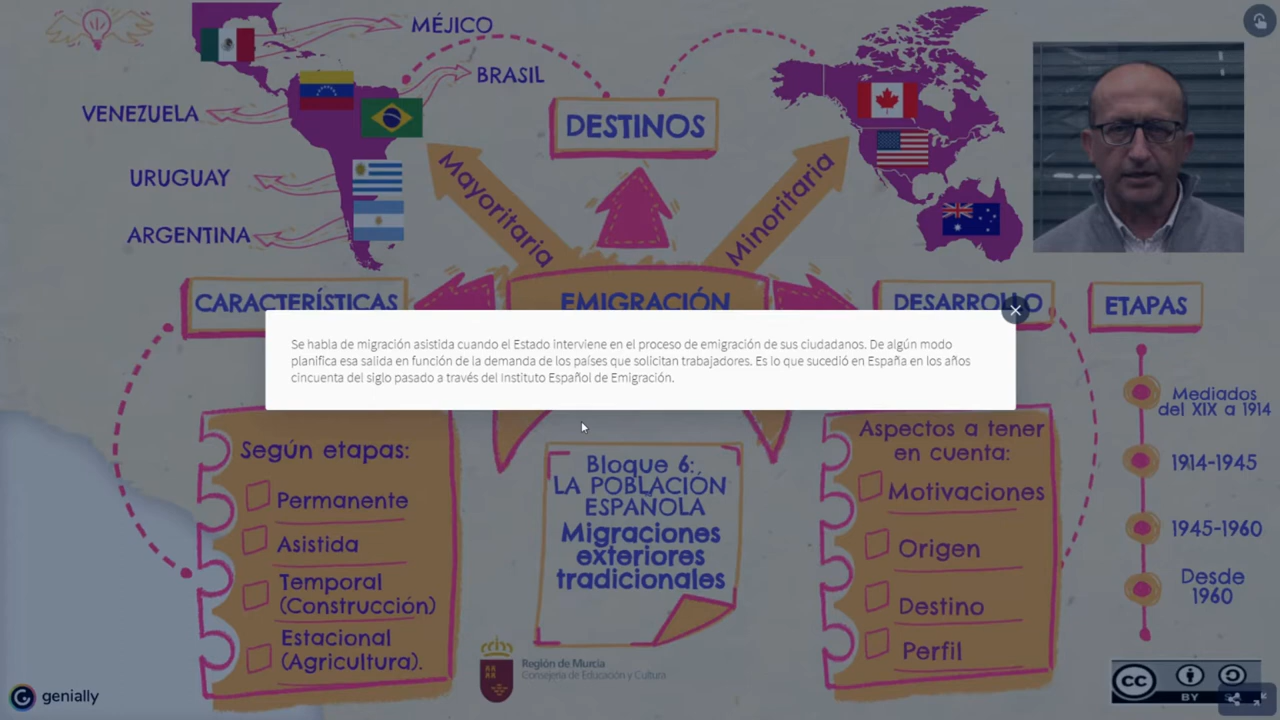 MÉJICO
BRASIL
VENEZUELA
DESTINOS
URUGUAY
ARGENTINA
Mayoritaria
Minoritaria
CARACTERÍSTICAS
EMIGRACIÓN
DESARROLLO
ETAPAS
Se habla de migración asistida cuando el Estado interviene en el proceso de emigración de sus ciudadanos. De algún modo
planifica esa salida en función de la demanda de los países que solicitan trabajadores. Es lo que sucedió en España en los años
cincuenta del siglo pasado a través del Instituto Español de Emigración.
Según etapas:
Permanente
Asistida
Temporal
(Construcción)
Estacional
(Agricultura).
Bloque 6:
LA POBLACIÓN
ESPAÑOLA
Migraciones
exteriores
tradicionales
Aspectos a tener
en cuenta:
Motivaciones
Origen
Destino
Perfil
Mediados
del XIX a 1914
1914-1945
1945-1960
Desde
1960
Región de Murcia
Consejería de Educación y Cultura
genially
CC
BY